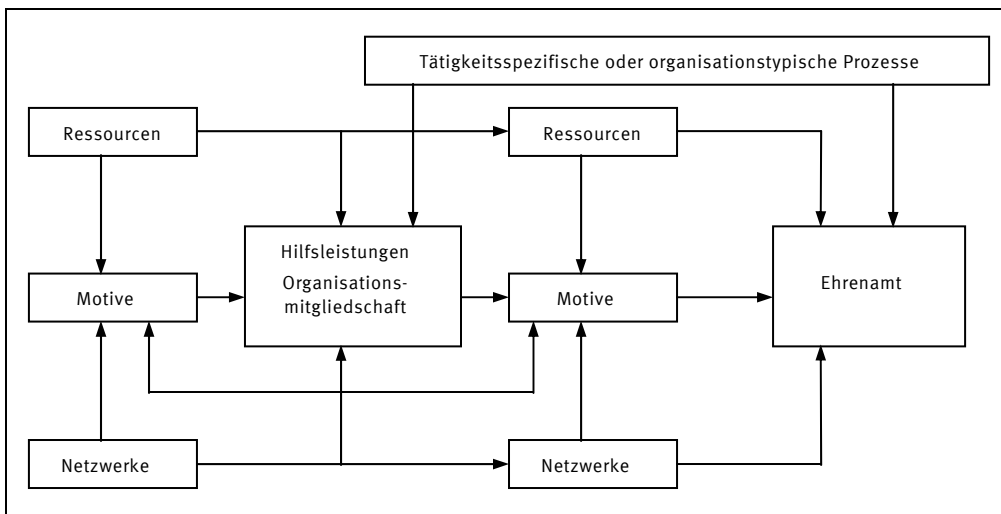 Tätigkeitsspezifische oder organisationstypische Prozesse
Ressourcen
Ressourcen
Hilfsleistungen
Organisations-
mitgliedschaft
Motive
Motive
Ehrenamt
Netzwerke
Netzwerke